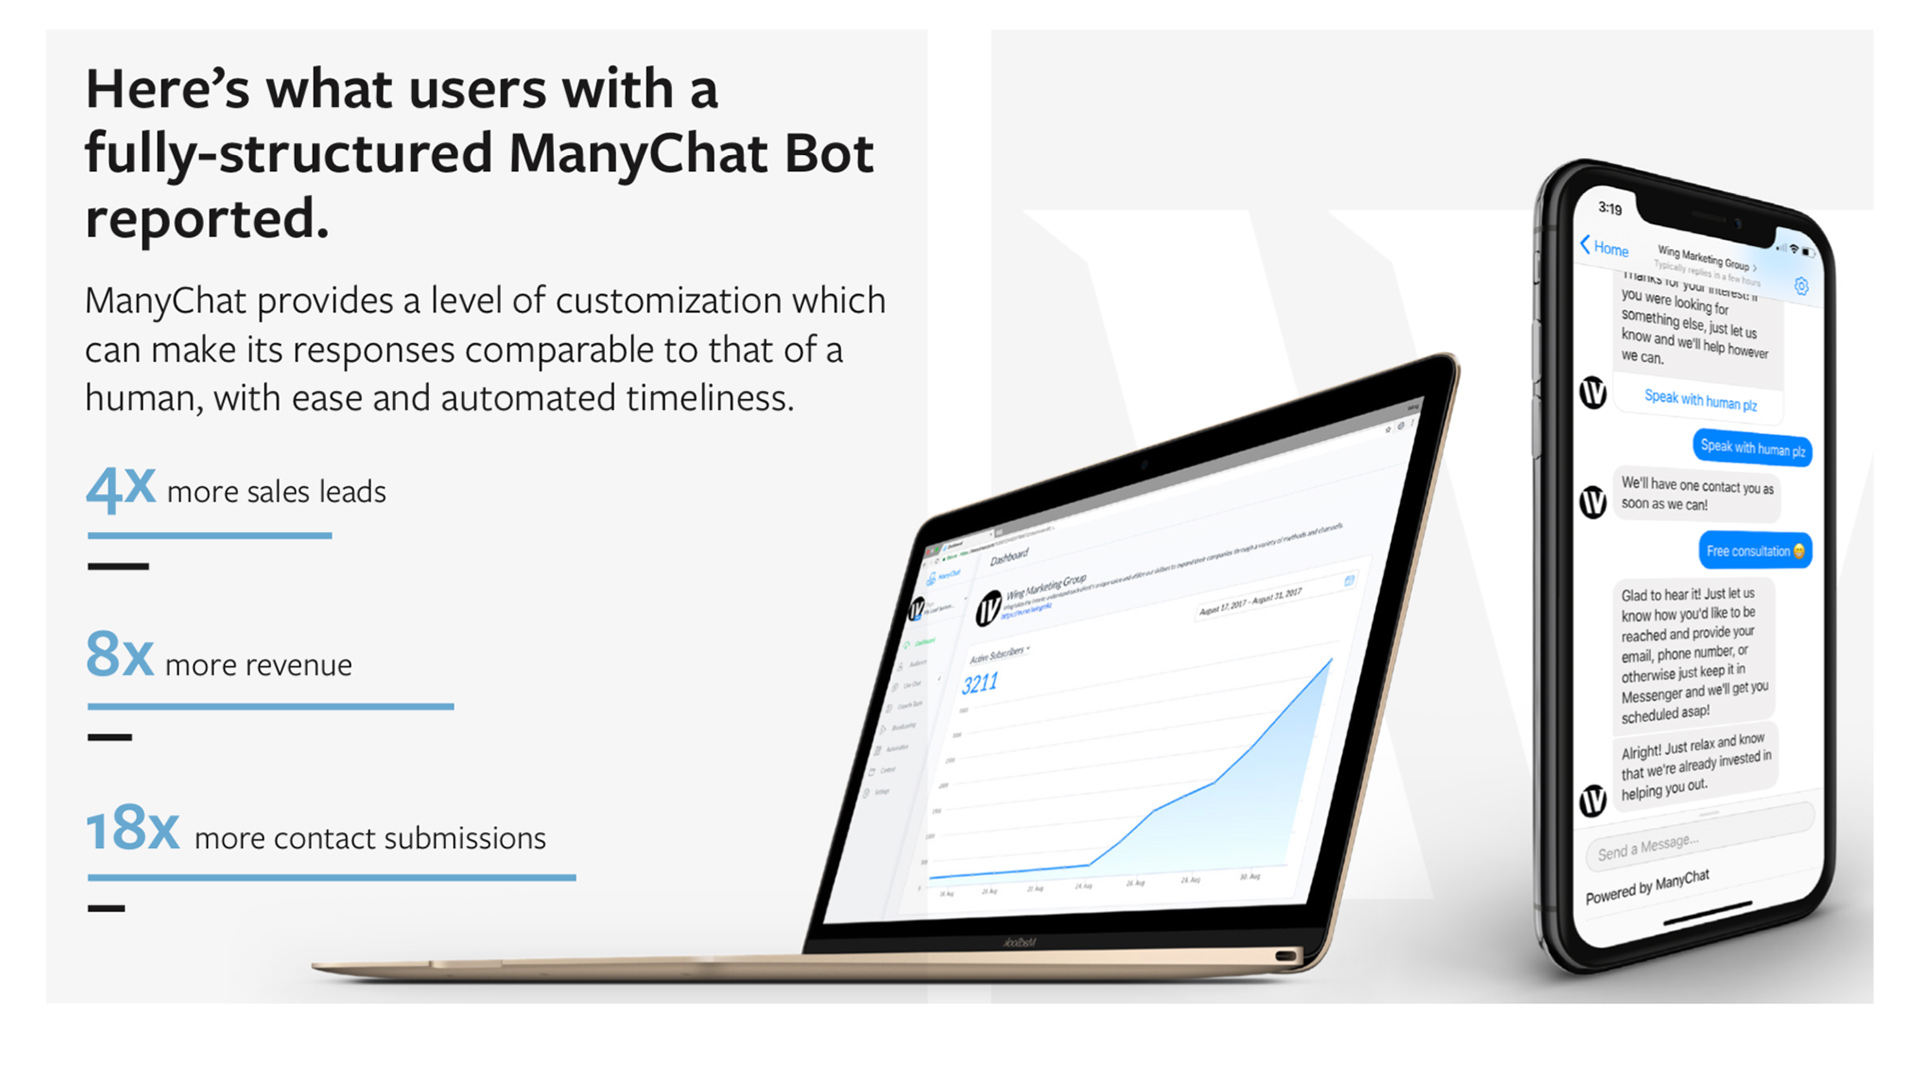 Here’s what users with a
fully-structured ManyChat Bot
reported.
ManyChat provides a level of customization which
can make its responses comparable to that of a
human, with ease and automated timeliness.
4x more sales leads
8x more revenue
18x more contact submissions
Dashboard
ManyChat
Wing Marketing Group
August 17, 2017 - August 31, 2017
Active Subscribers
3211
MacBook
3:19
Home
Wing Marketing Group
Typically replies in a few hours
Thanks for your interest! If
you were looking for
something else, just let us
know and we'll help however
we can.
Speak with human plz
Speak with human plz
We'll have one contact you as
soon as we can!
Free consultation 😁
Glad to hear it! Just let us
know how you'd like to be
reached and provide your
email, phone number, or
otherwise just keep it in
Messenger and we'll get you
scheduled asap!
Alright! Just relax and know
that we're already invested in
helping you out.
Send a Message...
Powered by ManyChat